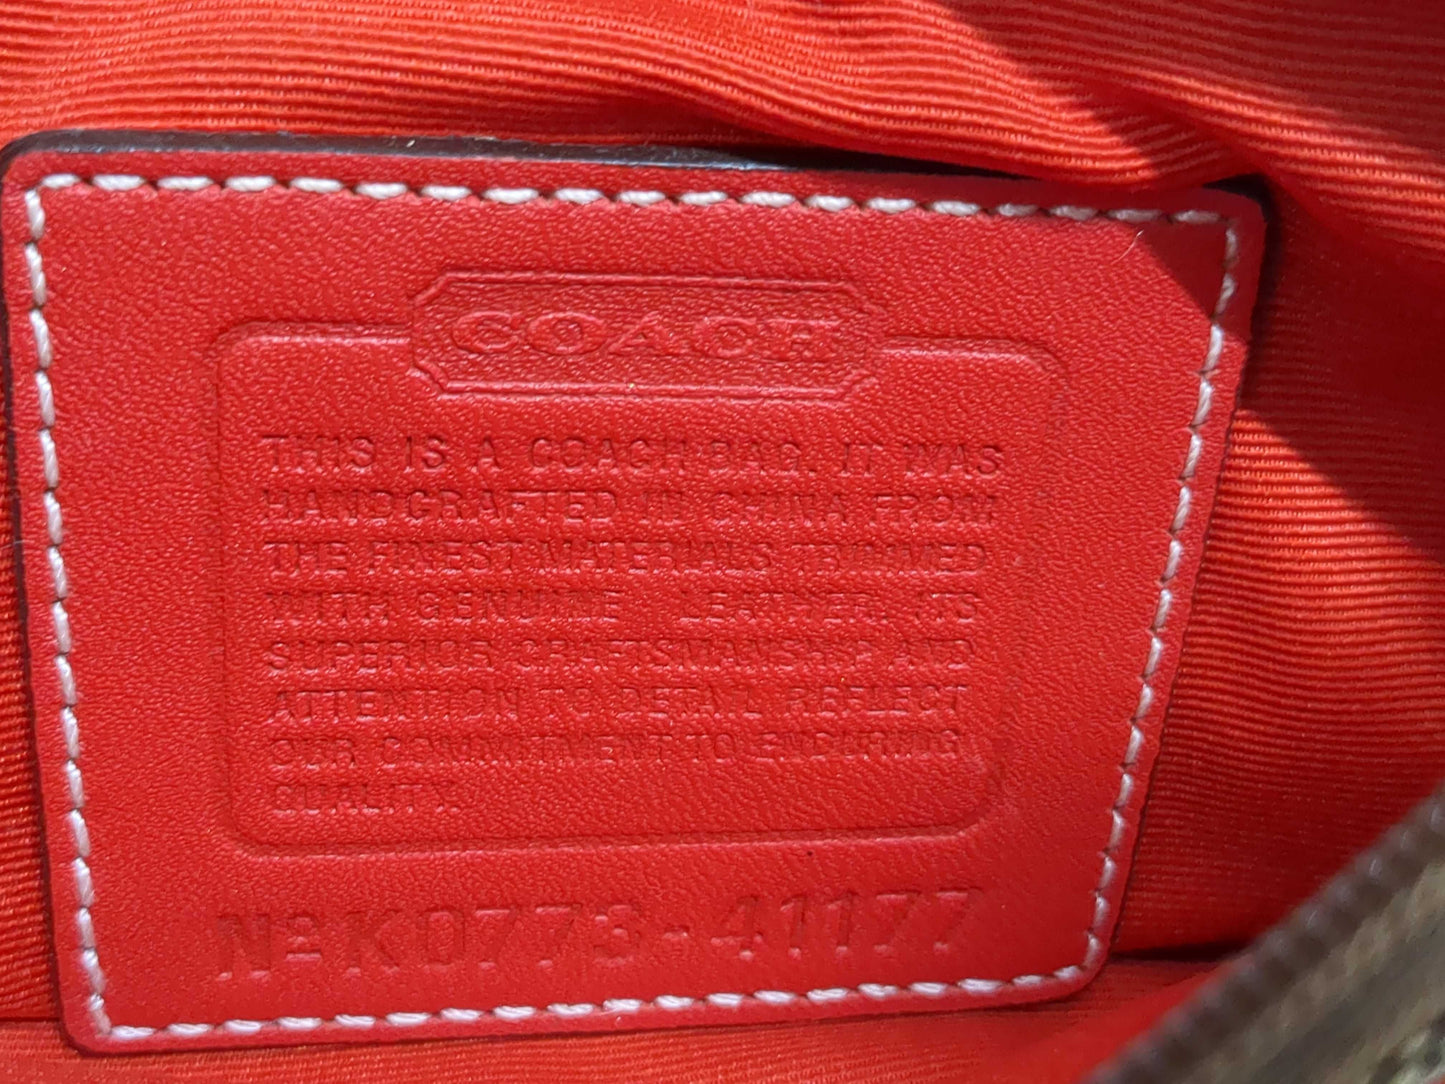 COACH
THIS IS A COACH BAG. IT WAS
HANDCRAFTED IN CHINA FROM
THE FINEST MATERIALS TRIMMED
WITH GENUINE LEATHER. ITS
SUPERIOR CRAFTSMANSHIP AND
ATTENTION TO DETAIL REFLECT
OUR COMMITMENT TO ENDURING
QUALITY.
Nº K0773-41177